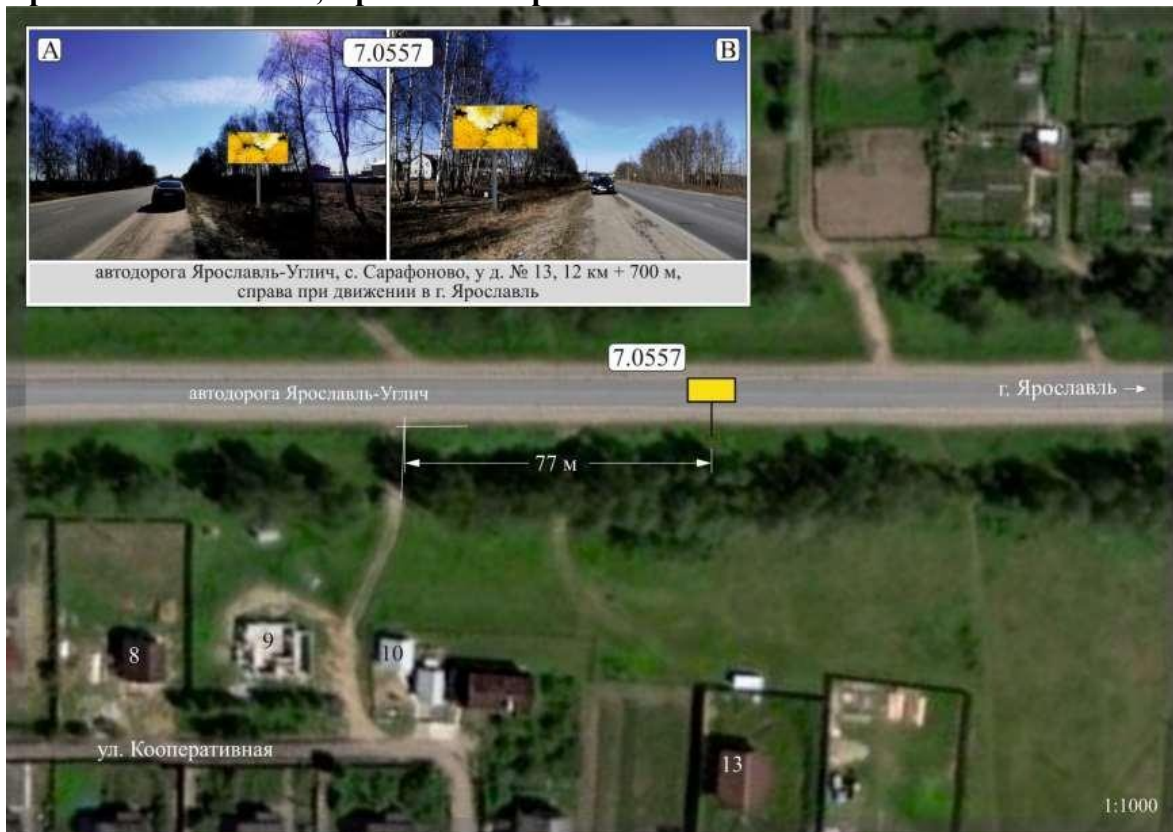 A
7.0557
B
автодорога Ярославль-Углич, с. Сарафоново, у д. № 13, 12 км + 700 м,
справа при движении в г. Ярославль
7.0557
автодорога Ярославль-Углич
г. Ярославль →
77 м
8
9
10
ул. Кооперативная
13
1:1000